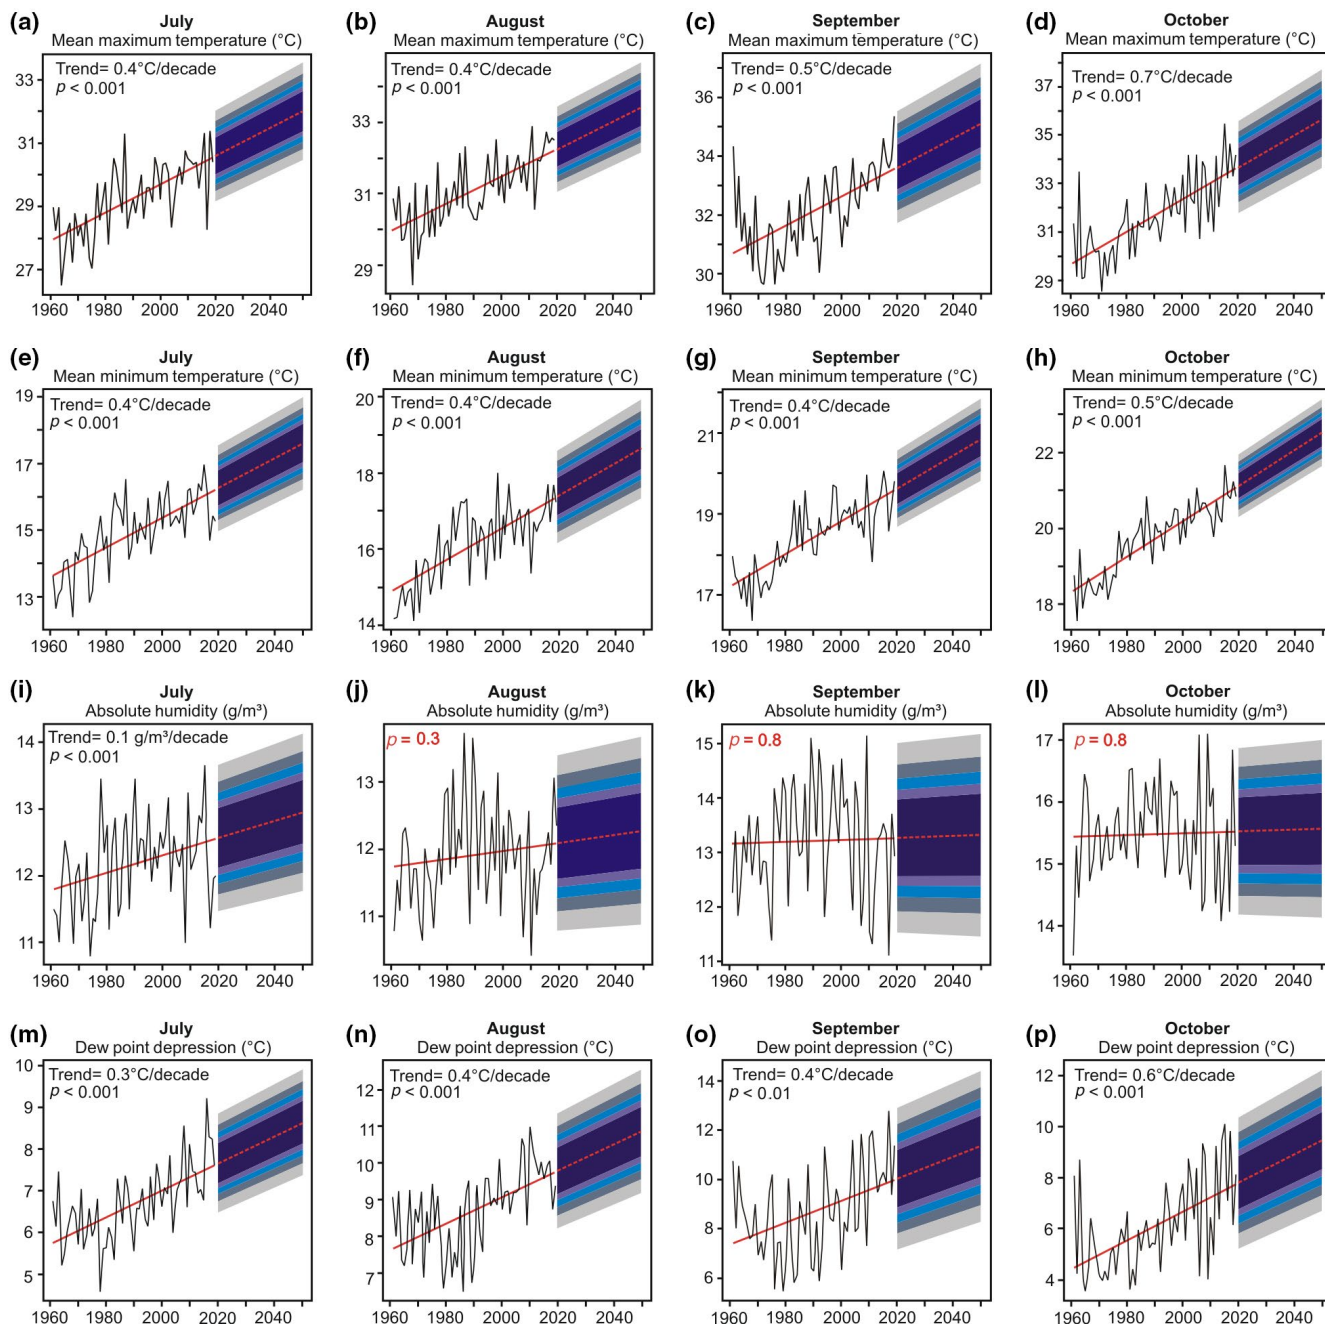 (a) July
Mean maximum temperature (°C)
Trend= 0.4°C/decade
p < 0.001
33
31
29
27
1960 1980 2000 2020 2040
(b) August
Mean maximum temperature (°C)
Trend= 0.4°C/decade
p < 0.001
33
31
29
1960 1980 2000 2020 2040
(c) September
Mean maximum temperature (°C)
Trend= 0.5°C/decade
p < 0.001
36
34
32
30
1960 1980 2000 2020 2040
(d) October
Mean maximum temperature (°C)
Trend= 0.7°C/decade
p < 0.001
37
35
33
31
29
1960 1980 2000 2020 2040
(e) July
Mean minimum temperature (°C)
Trend= 0.4°C/decade
p < 0.001
19
17
15
13
1960 1980 2000 2020 2040
(f) August
Mean minimum temperature (°C)
Trend= 0.4°C/decade
p < 0.001
20
18
16
14
1960 1980 2000 2020 2040
(g) September
Mean minimum temperature (°C)
Trend= 0.4°C/decade
p < 0.001
21
19
17
1960 1980 2000 2020 2040
(h) October
Mean minimum temperature (°C)
Trend= 0.5°C/decade
p < 0.001
22
20
18
1960 1980 2000 2020 2040
(i) July
Absolute humidity (g/m³)
Trend= 0.1 g/m³/decade
p < 0.001
14
13
12
11
1960 1980 2000 2020 2040
(j) August
Absolute humidity (g/m³)
p = 0.3
13
12
11
1960 1980 2000 2020 2040
(k) September
Absolute humidity (g/m³)
p = 0.8
15
14
13
12
11
1960 1980 2000 2020 2040
(l) October
Absolute humidity (g/m³)
p = 0.8
17
16
15
14
1960 1980 2000 2020 2040
(m) July
Dew point depression (°C)
Trend= 0.3°C/decade
p < 0.001
10
9
8
7
6
5
1960 1980 2000 2020 2040
(n) August
Dew point depression (°C)
Trend= 0.4°C/decade
p < 0.001
12
11
10
9
8
7
1960 1980 2000 2020 2040
(o) September
Dew point depression (°C)
Trend= 0.4°C/decade
p < 0.01
14
12
10
8
6
1960 1980 2000 2020 2040
(p) October
Dew point depression (°C)
Trend= 0.6°C/decade
p < 0.001
12
10
8
6
4
1960 1980 2000 2020 2040